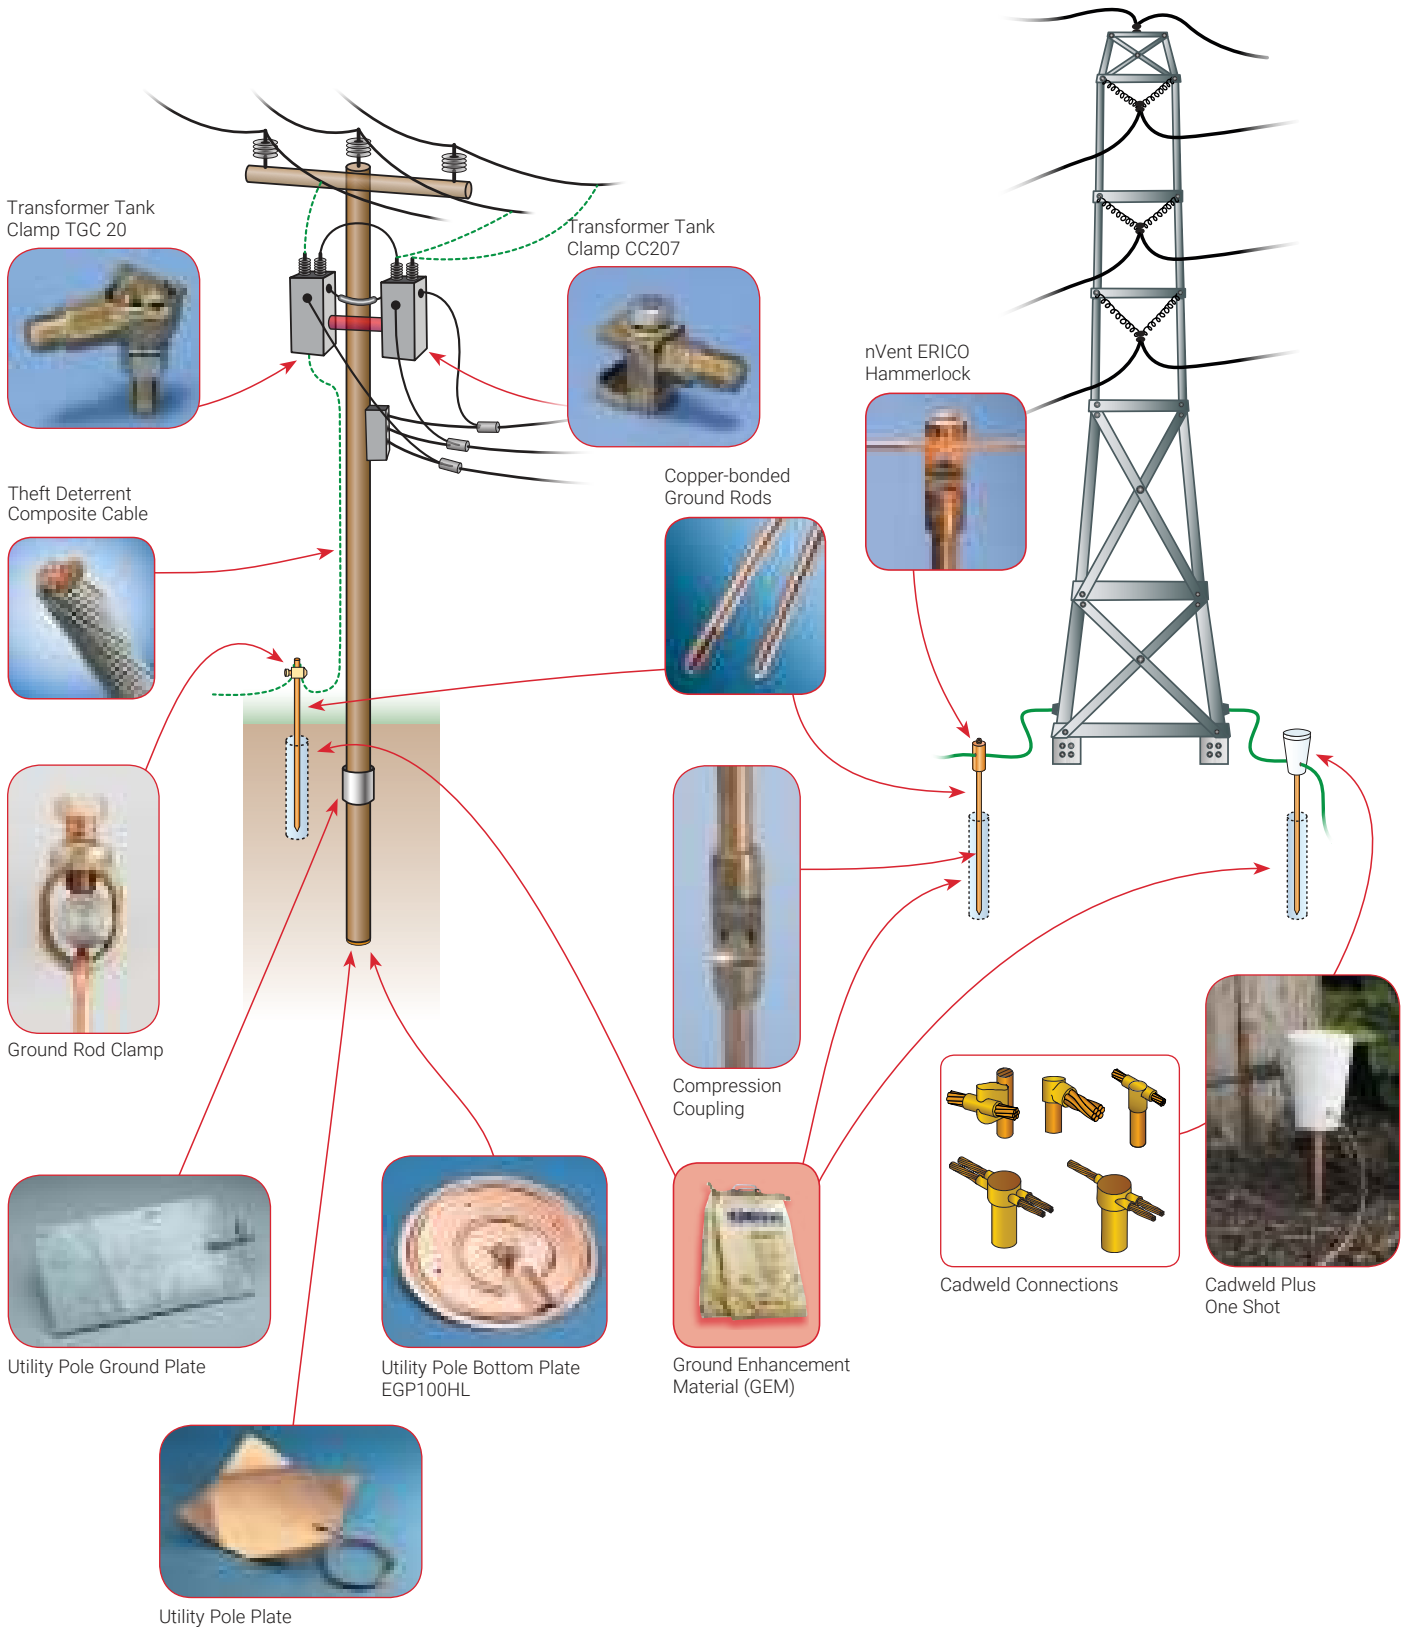 Transformer Tank
Clamp TGC 20
Transformer Tank
Clamp CC207
nVent ERICO
Hammerlock
Copper-bonded
Ground Rods
Theft Deterrent
Composite Cable
Ground Rod Clamp
Compression
Coupling
Cadweld Connections
Cadweld Plus
One Shot
Utility Pole Ground Plate
Utility Pole Bottom Plate
EGP100HL
Ground Enhancement
Material (GEM)
Utility Pole Plate